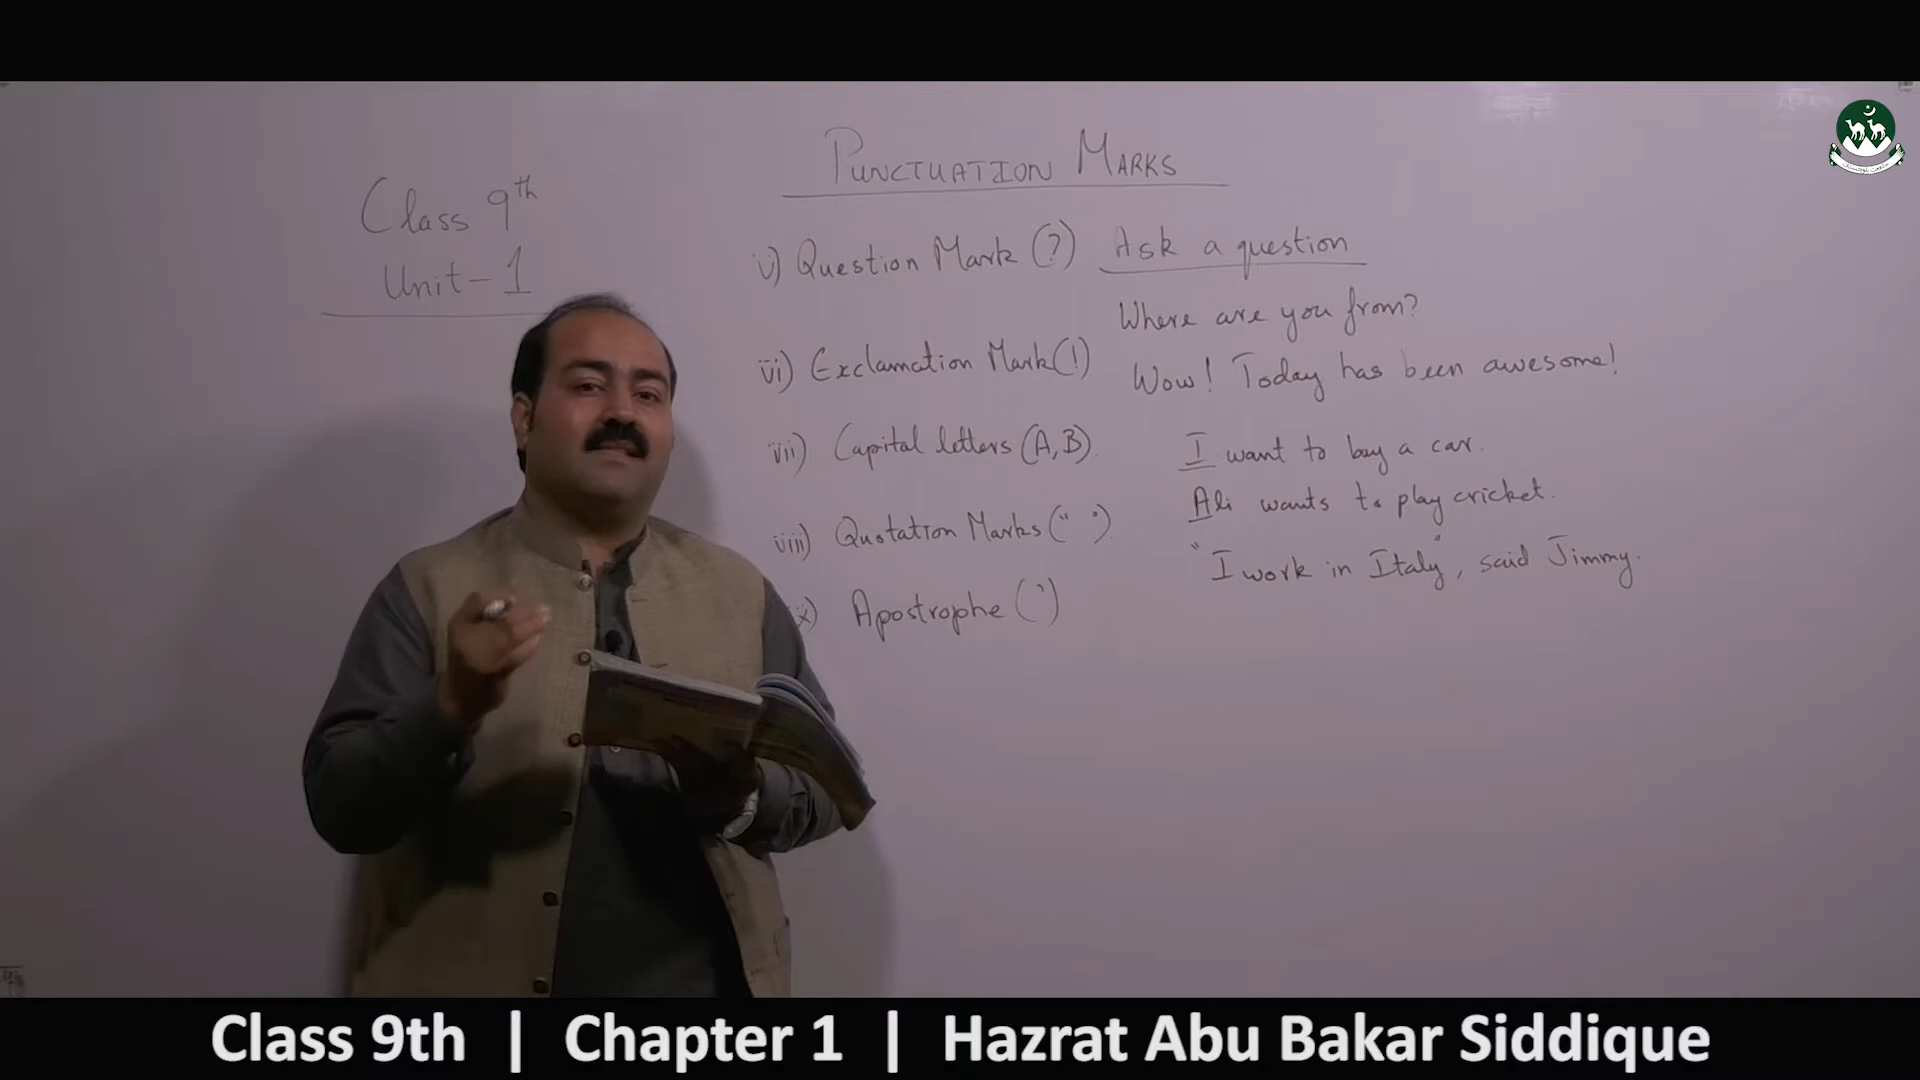 PUNCTUATION MARKS
Class 9th
Unit-1
v) Question Mark (?) Ask a question
Where are you from?
vi) Exclamation Mark (!) Wow! Today has been awesome!
vii) Capital letters (A,B). I want to buy a car.
Ali wants to play cricket.
viii) Quotation Marks (" ") "I work in Italy", said Jimmy.
x) Apostrophe (')
Class 9th | Chapter 1 | Hazrat Abu Bakar Siddique